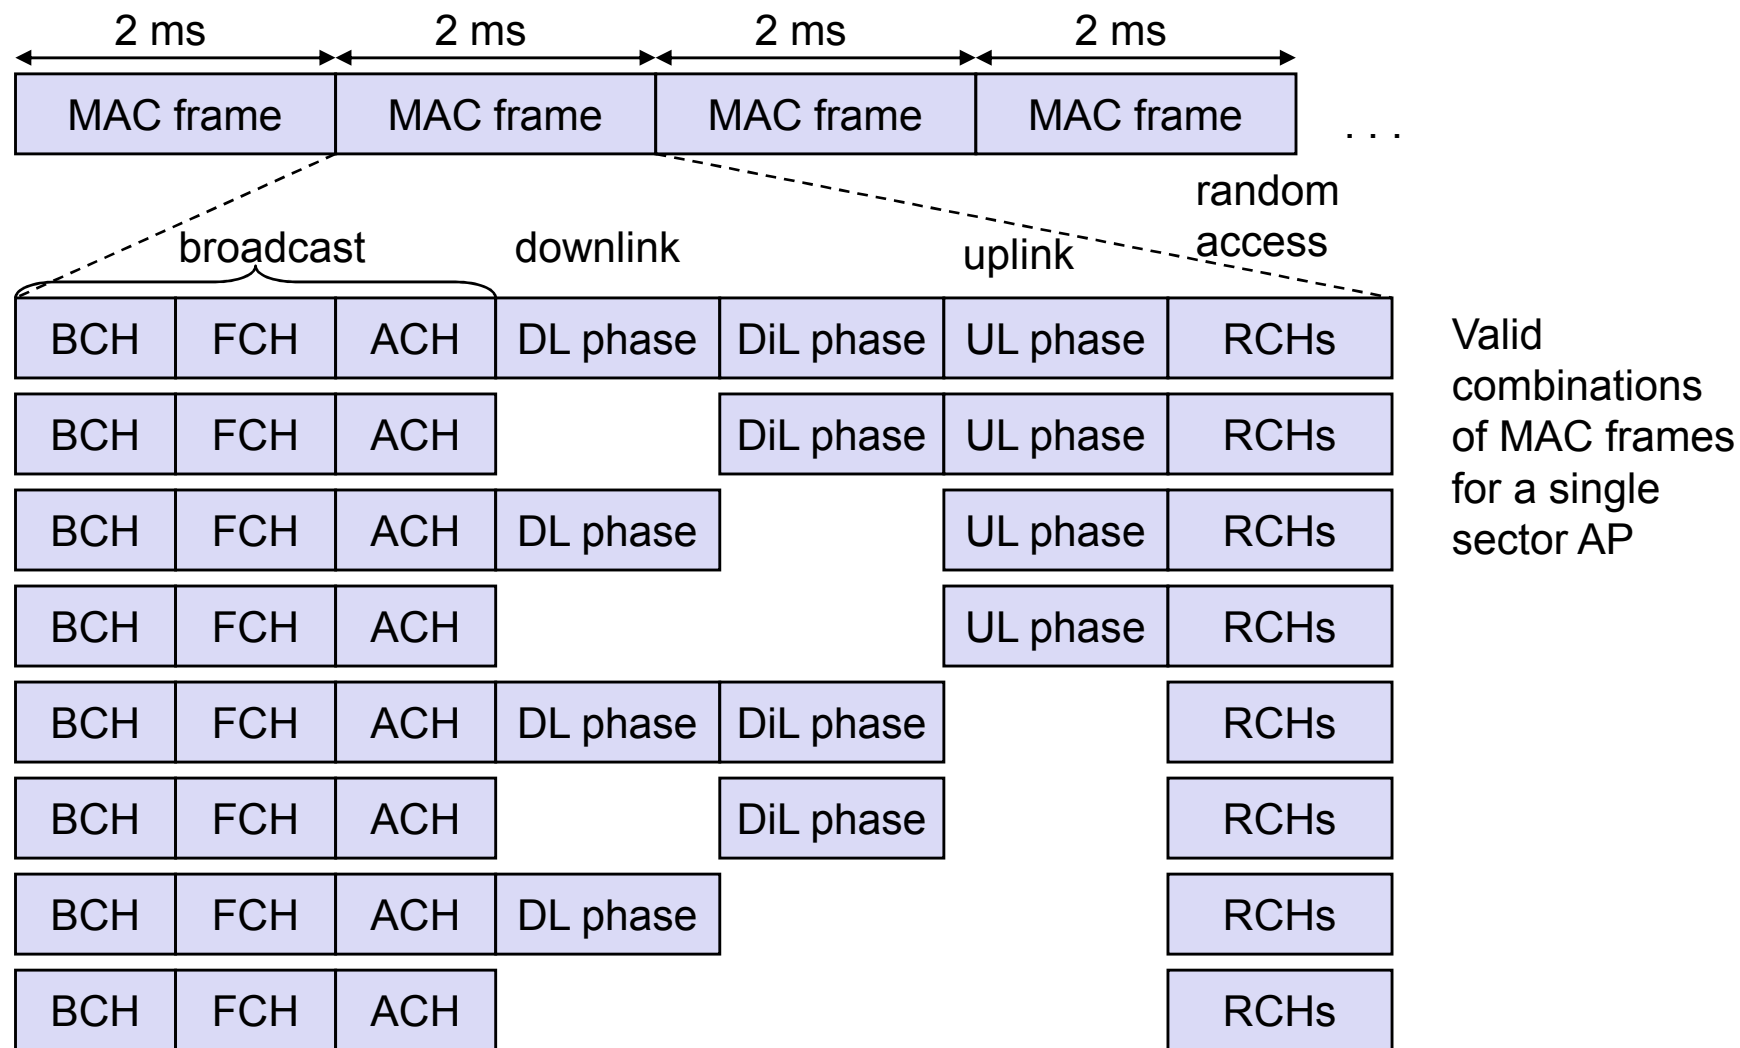 2 ms 2 ms 2 ms 2 ms
MAC frame MAC frame MAC frame MAC frame . . .
random
access
broadcast downlink uplink
BCH FCH ACH DL phase DiL phase UL phase RCHs
BCH FCH ACH DiL phase UL phase RCHs
BCH FCH ACH DL phase UL phase RCHs
BCH FCH ACH UL phase RCHs
BCH FCH ACH DL phase DiL phase RCHs
BCH FCH ACH DiL phase RCHs
BCH FCH ACH DL phase RCHs
BCH FCH ACH RCHs
Valid
combinations
of MAC frames
for a single
sector AP